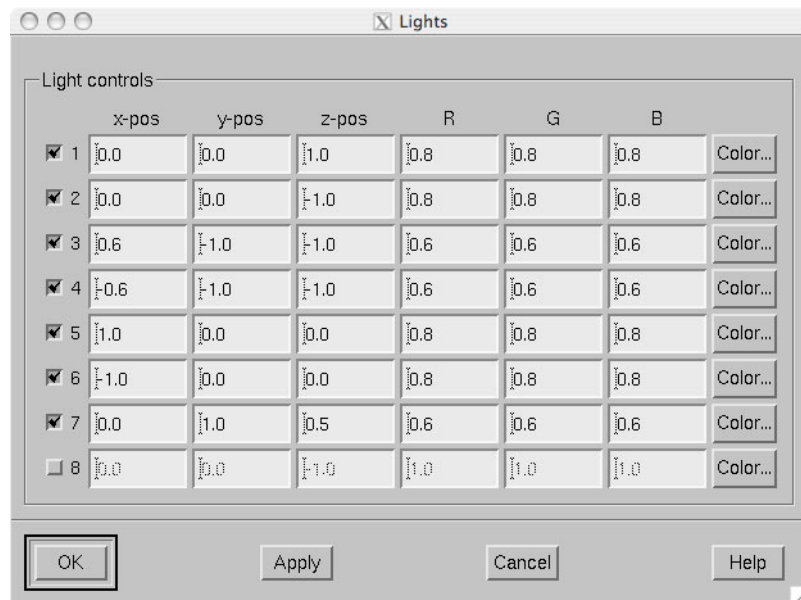 X Lights
Light controls
x-pos y-pos z-pos R G B
1 0.0 0.0 1.0 0.8 0.8 0.8 Color...
2 0.0 0.0 -1.0 0.8 0.8 0.8 Color...
3 0.6 -1.0 -1.0 0.6 0.6 0.6 Color...
4 -0.6 -1.0 -1.0 0.6 0.6 0.6 Color...
5 1.0 0.0 0.0 0.8 0.8 0.8 Color...
6 -1.0 0.0 0.0 0.8 0.8 0.8 Color...
7 0.0 1.0 0.5 0.6 0.6 0.6 Color...
8 0.0 0.0 -1.0 1.0 1.0 1.0 Color...
OK Apply Cancel Help